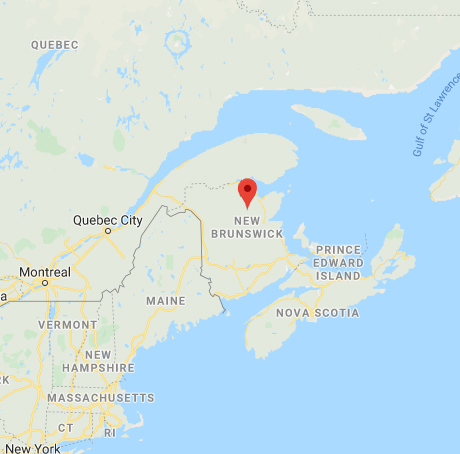 QUEBEC
Gulf of St Lawrence
Quebec City
NEW
BRUNSWICK
PRINCE
EDWARD
ISLAND
Montreal
a
MAINE
NOVA SCOTIA
VERMONT
NEW
HAMPSHIRE
RK
MASSACHUSETTS
CT
RI
New York